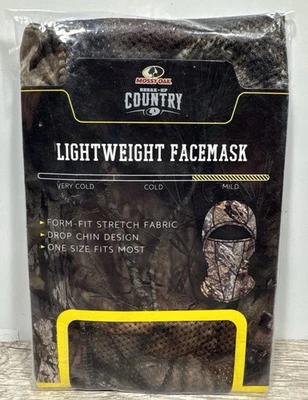 MOSSY OAK
BREAK-UP
COUNTRY
LIGHTWEIGHT FACEMASK
VERY COLD COLD MILD
FORM-FIT STRETCH FABRIC
DROP CHIN DESIGN
ONE SIZE FITS MOST